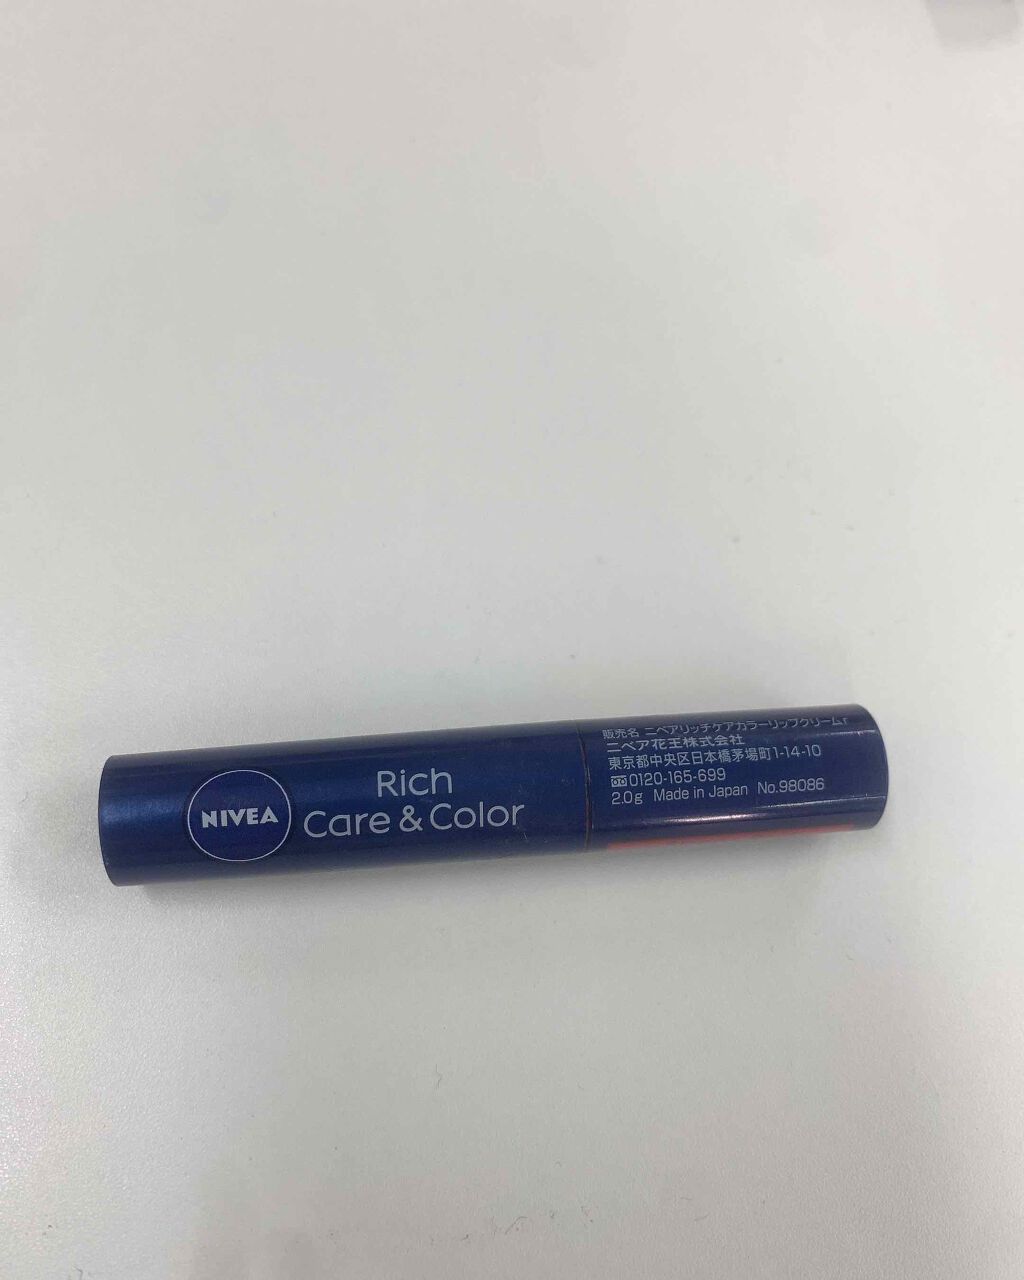 NIVEA
Rich
Care & Color
販売名 ニベアリッチケアカラーリップクリームr
ニベア花王株式会社
東京都中央区日本橋茅場町1-14-10
0120-165-699
2.0g Made in Japan No.98086